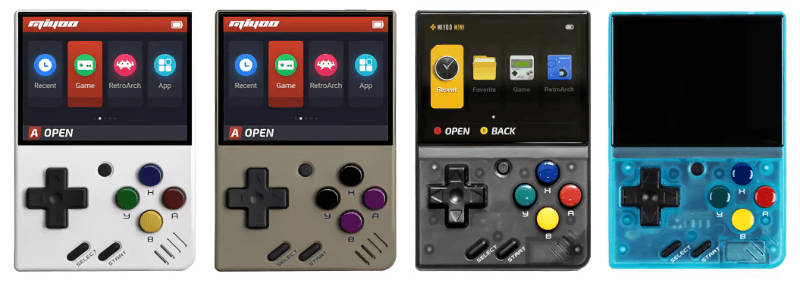 miyoo
Recent
Game
RetroArch
App
A OPEN
X
Y
A
B
SELECT
START
miyoo
Recent
Game
RetroArch
App
A OPEN
X
Y
A
B
SELECT
START
MIYOO MINI
Recent
Favorite
Game
RetroArch
OPEN
BACK
X
Y
A
B
SELECT
START
X
Y
A
B
SELECT
START